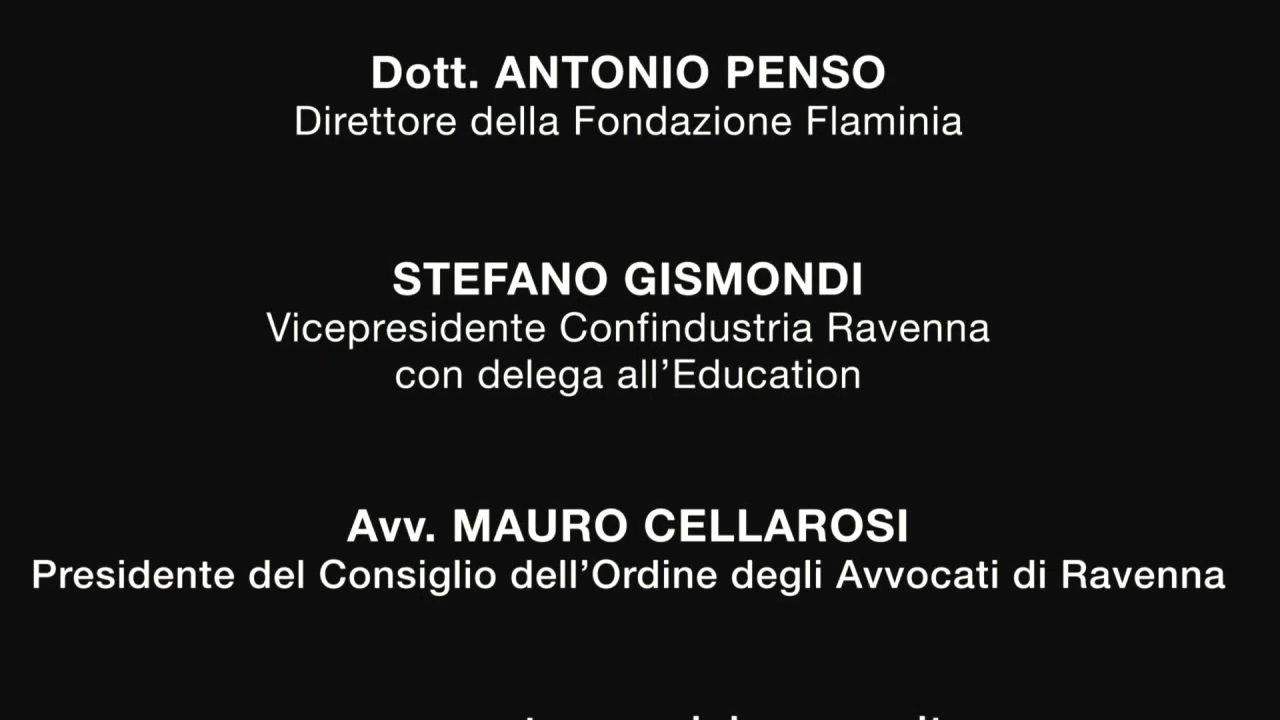 Dott. ANTONIO PENSO
Direttore della Fondazione Flaminia
STEFANO GISMONDI
Vicepresidente Confindustria Ravenna
con delega all’Education
Avv. MAURO CELLAROSI
Presidente del Consiglio dell’Ordine degli Avvocati di Ravenna